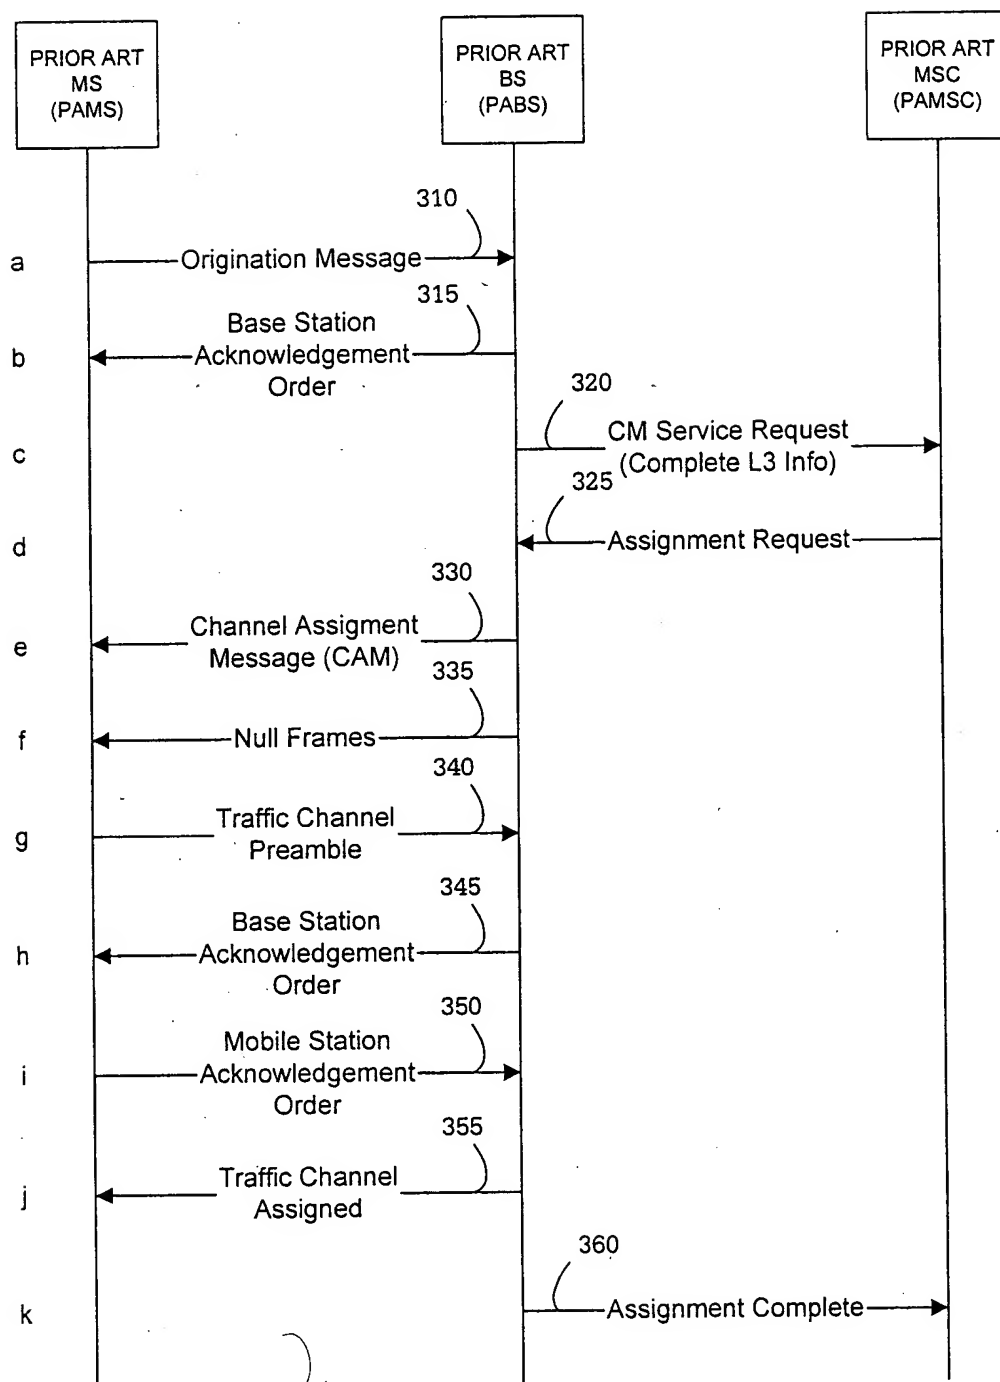 PRIOR ART
MS
(PAMS)
PRIOR ART
BS
(PABS)
PRIOR ART
MSC
(PAMSC)
310
a
Origination Message
315
b
Base Station
Acknowledgement
Order
320
c
CM Service Request
(Complete L3 Info)
325
d
Assignment Request
330
e
Channel Assigment
Message (CAM)
335
f
Null Frames
340
g
Traffic Channel
Preamble
345
h
Base Station
Acknowledgement
Order
350
i
Mobile Station
Acknowledgement
Order
355
j
Traffic Channel
Assigned
360
k
Assignment Complete